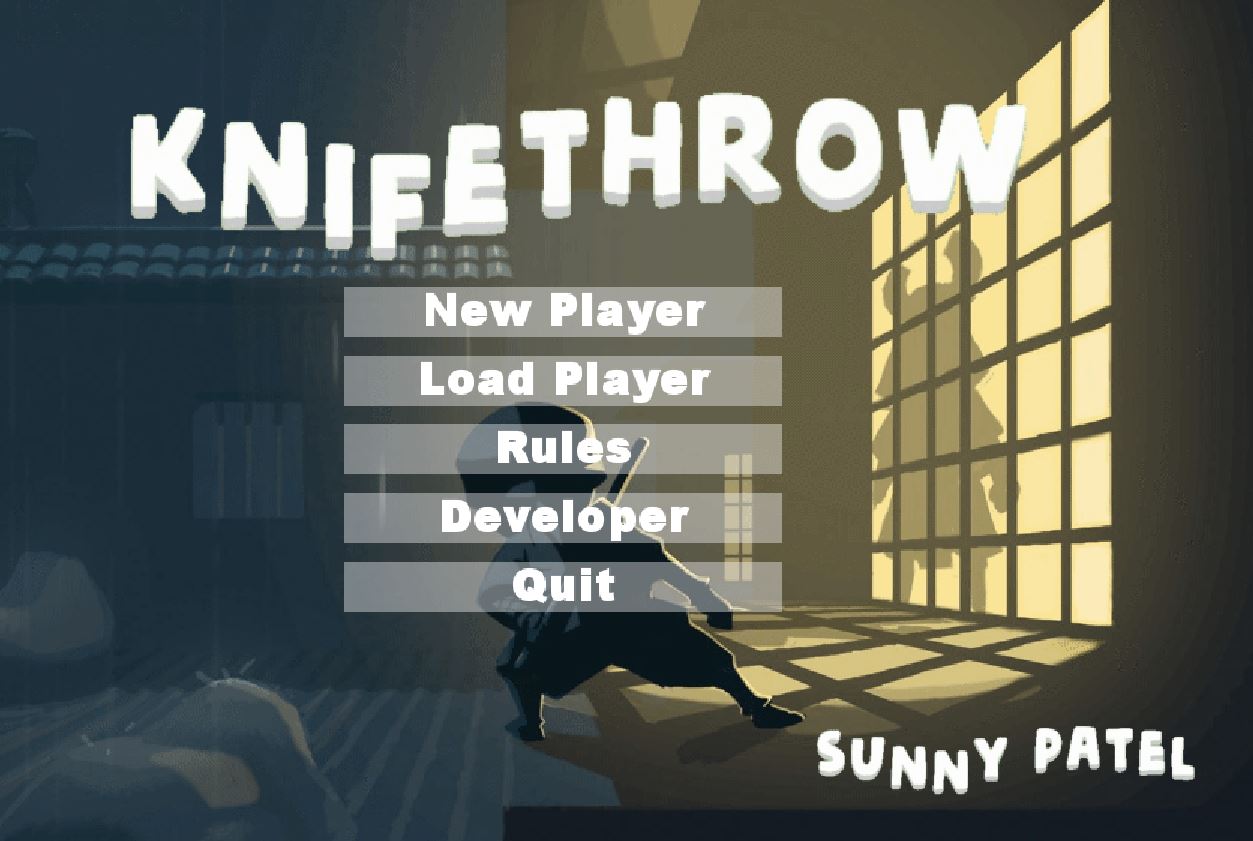 KNIFETHROW
New Player
Load Player
Rules
Developer
Quit
SUNNY PATEL